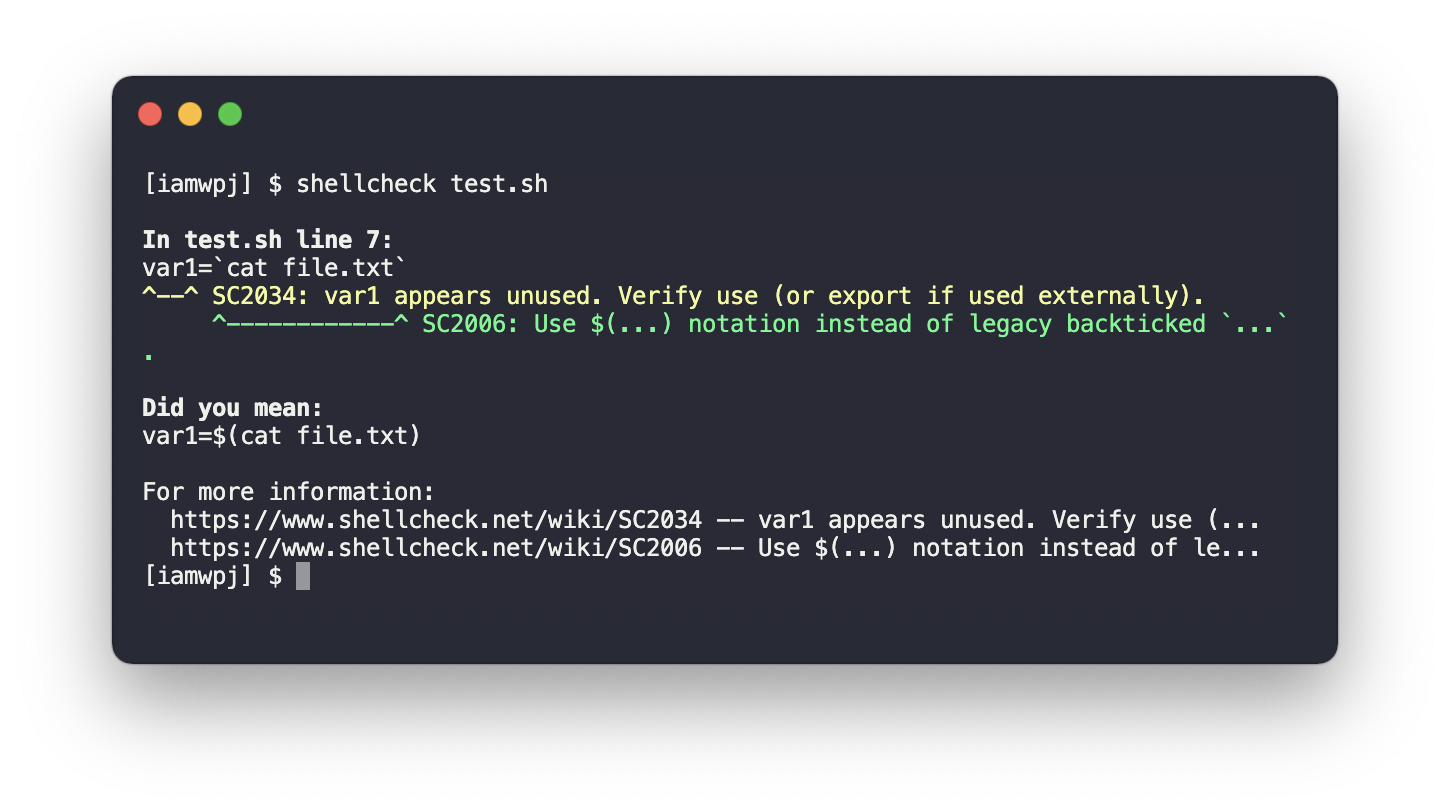 [iamwpj] $ shellcheck test.sh
In test.sh line 7:
var1=`cat file.txt`
^--^ SC2034: var1 appears unused. Verify use (or export if used externally).
     ^------------^ SC2006: Use $(...) notation instead of legacy backticked `...`
.
Did you mean:
var1=$(cat file.txt)
For more information:
  https://www.shellcheck.net/wiki/SC2034 -- var1 appears unused. Verify use (...
  https://www.shellcheck.net/wiki/SC2006 -- Use $(...) notation instead of le...
[iamwpj] $